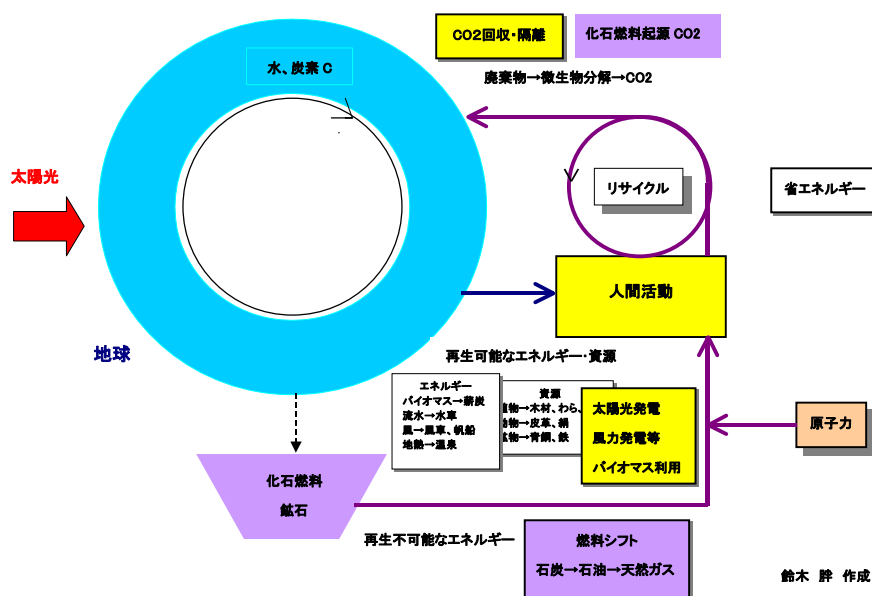 CO2回収・隔離
化石燃料起源 CO2
水、炭素 C
廃棄物→微生物分解→CO2
太陽光
リサイクル
省エネルギー
人間活動
地球
再生可能なエネルギー・資源
エネルギー
バイオマス→薪炭
流水→水車
風→風車、帆船
地熱→温泉
資源
物→木材、わら、
物→皮革、絹
物→青銅、鉄
太陽光発電
風力発電等
バイオマス利用
原子力
化石燃料
鉱石
再生不可能なエネルギー
燃料シフト
石炭→石油→天然ガス
鈴木 胖 作成